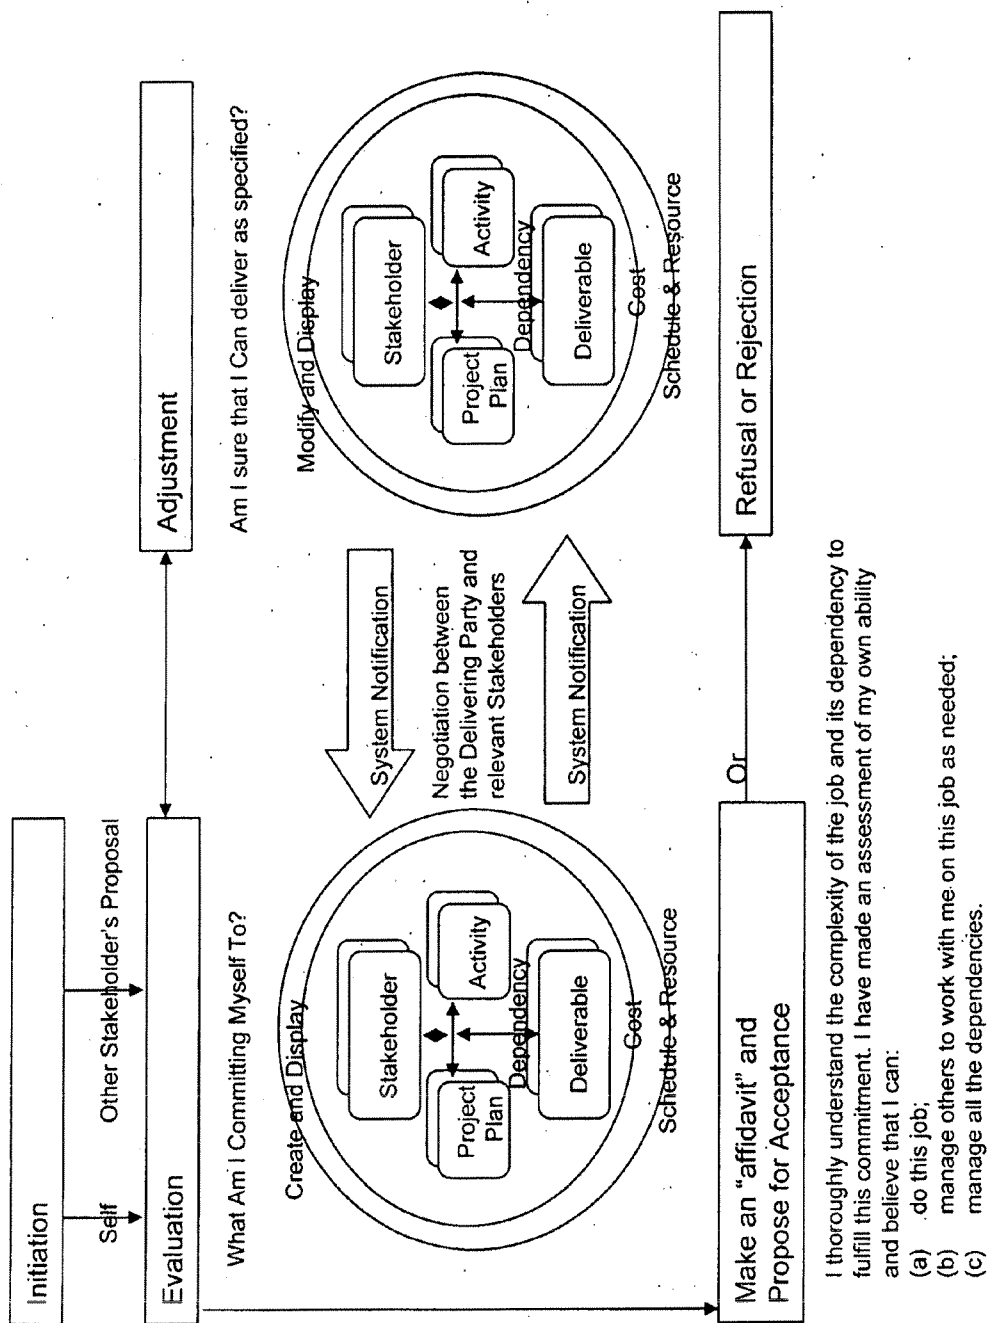 Initiation
Self
Other Stakeholder's Proposal
Evaluation
Adjustment
What Am I Committing Myself To?
Am I sure that I Can deliver as specified?
Create and Display
Stakeholder
Project
Plan
Activity
Dependency
Deliverable
Cost
Schedule & Resource
System Notification
Negotiation between
the Delivering Party and
relevant Stakeholders
System Notification
Modify and Display
Stakeholder
Project
Plan
Activity
Dependency
Deliverable
Cost
Schedule & Resource
Make an "affidavit" and
Propose for Acceptance
Or
Refusal or Rejection
I thoroughly understand the complexity of the job and its dependency to
fulfill this commitment. I have made an assessment of my own ability
and believe that I can:
(a) do this job;
(b) manage others to work with me on this job as needed;
(c) manage all the dependencies.